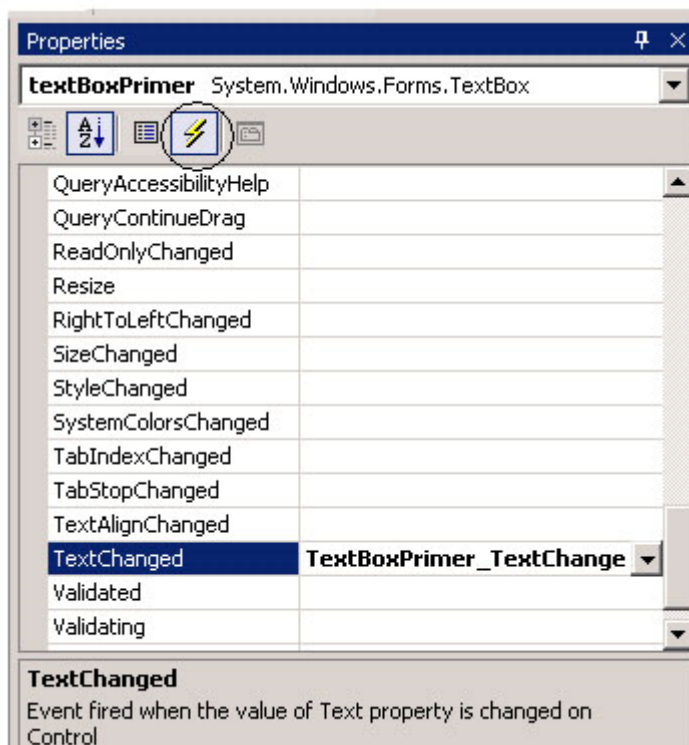 Properties
textBoxPrimer System.Windows.Forms.TextBox
QueryAccessibilityHelp
QueryContinueDrag
ReadOnlyChanged
Resize
RightToLeftChanged
SizeChanged
StyleChanged
SystemColorsChanged
TabIndexChanged
TabStopChanged
TextAlignChanged
TextChanged TextBoxPrimer_TextChange
Validated
Validating
TextChanged
Event fired when the value of Text property is changed on
Control